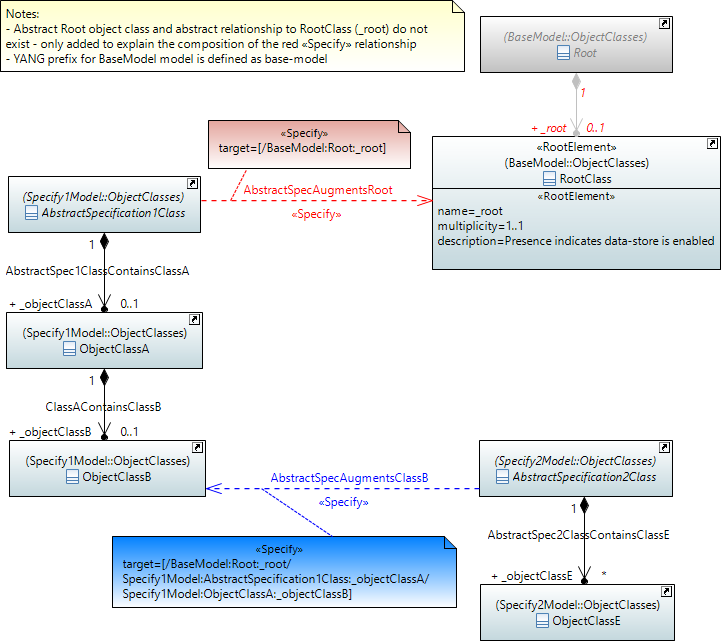 Notes:
- Abstract Root object class and abstract relationship to RootClass (_root) do not
exist - only added to explain the composition of the red «Specify» relationship
- YANG prefix for BaseModel model is defined as base-model
(BaseModel::ObjectClasses)
Root
1
+ _root 0..1
«Specify»
target=[/BaseModel:Root:_root]
«RootElement»
(BaseModel::ObjectClasses)
RootClass
«RootElement»
name=_root
multiplicity=1..1
description=Presence indicates data-store is enabled
AbstractSpecAugmentsRoot
«Specify»
(Specify1Model::ObjectClasses)
AbstractSpecification1Class
1
AbstractSpec1ClassContainsClassA
+ _objectClassA 0..1
(Specify1Model::ObjectClasses)
ObjectClassA
1
ClassAContainsClassB
+ _objectClassB 0..1
(Specify1Model::ObjectClasses)
ObjectClassB
AbstractSpecAugmentsClassB
«Specify»
(Specify2Model::ObjectClasses)
AbstractSpecification2Class
1
AbstractSpec2ClassContainsClassE
+ _objectClassE *
(Specify2Model::ObjectClasses)
ObjectClassE
«Specify»
target=[/BaseModel:Root:_root/
Specify1Model:AbstractSpecification1Class:_objectClassA/
Specify1Model:ObjectClassA:_objectClassB]